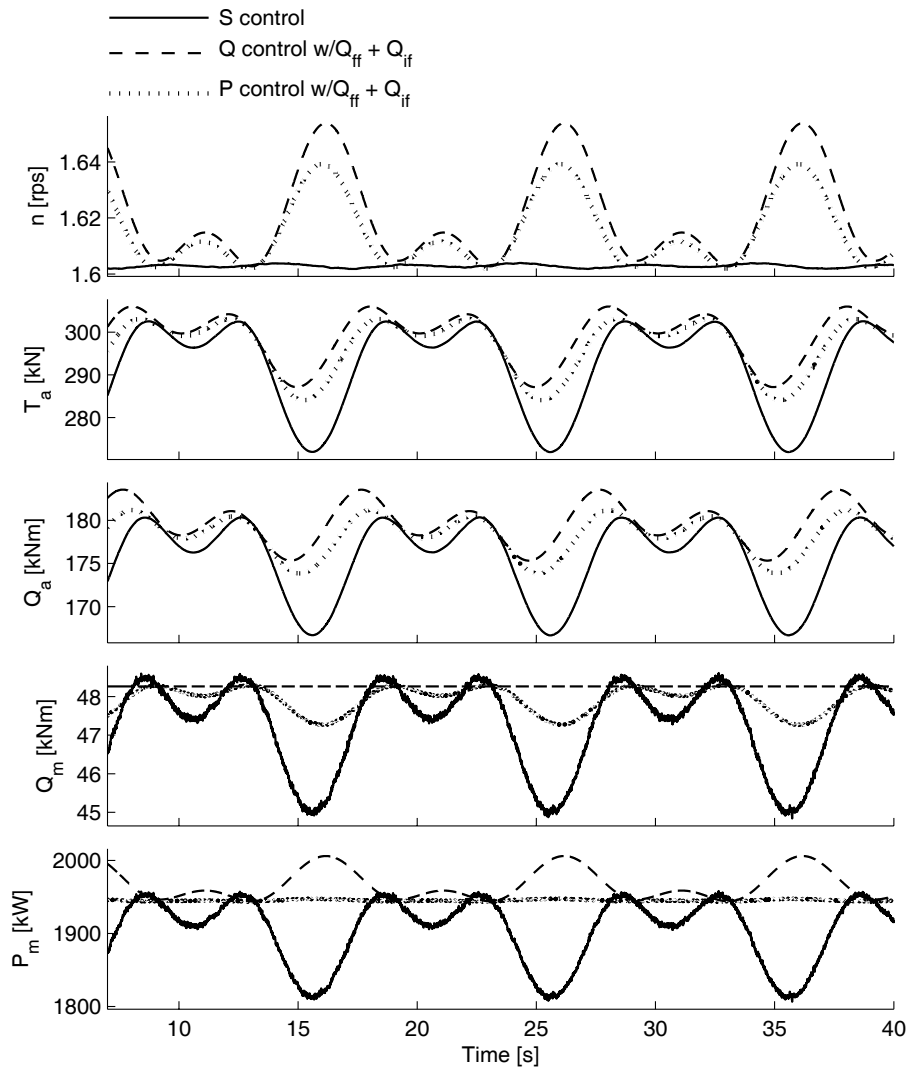 S control
Q control w/Q_ff + Q_if
P control w/Q_ff + Q_if
n [rps]
1.64
1.62
1.6
T_a [kN]
300
290
280
Q_a [kNm]
180
175
170
Q_m [kNm]
48
47
46
45
P_m [kW]
2000
1900
1800
10 15 20 25 30 35 40
Time [s]